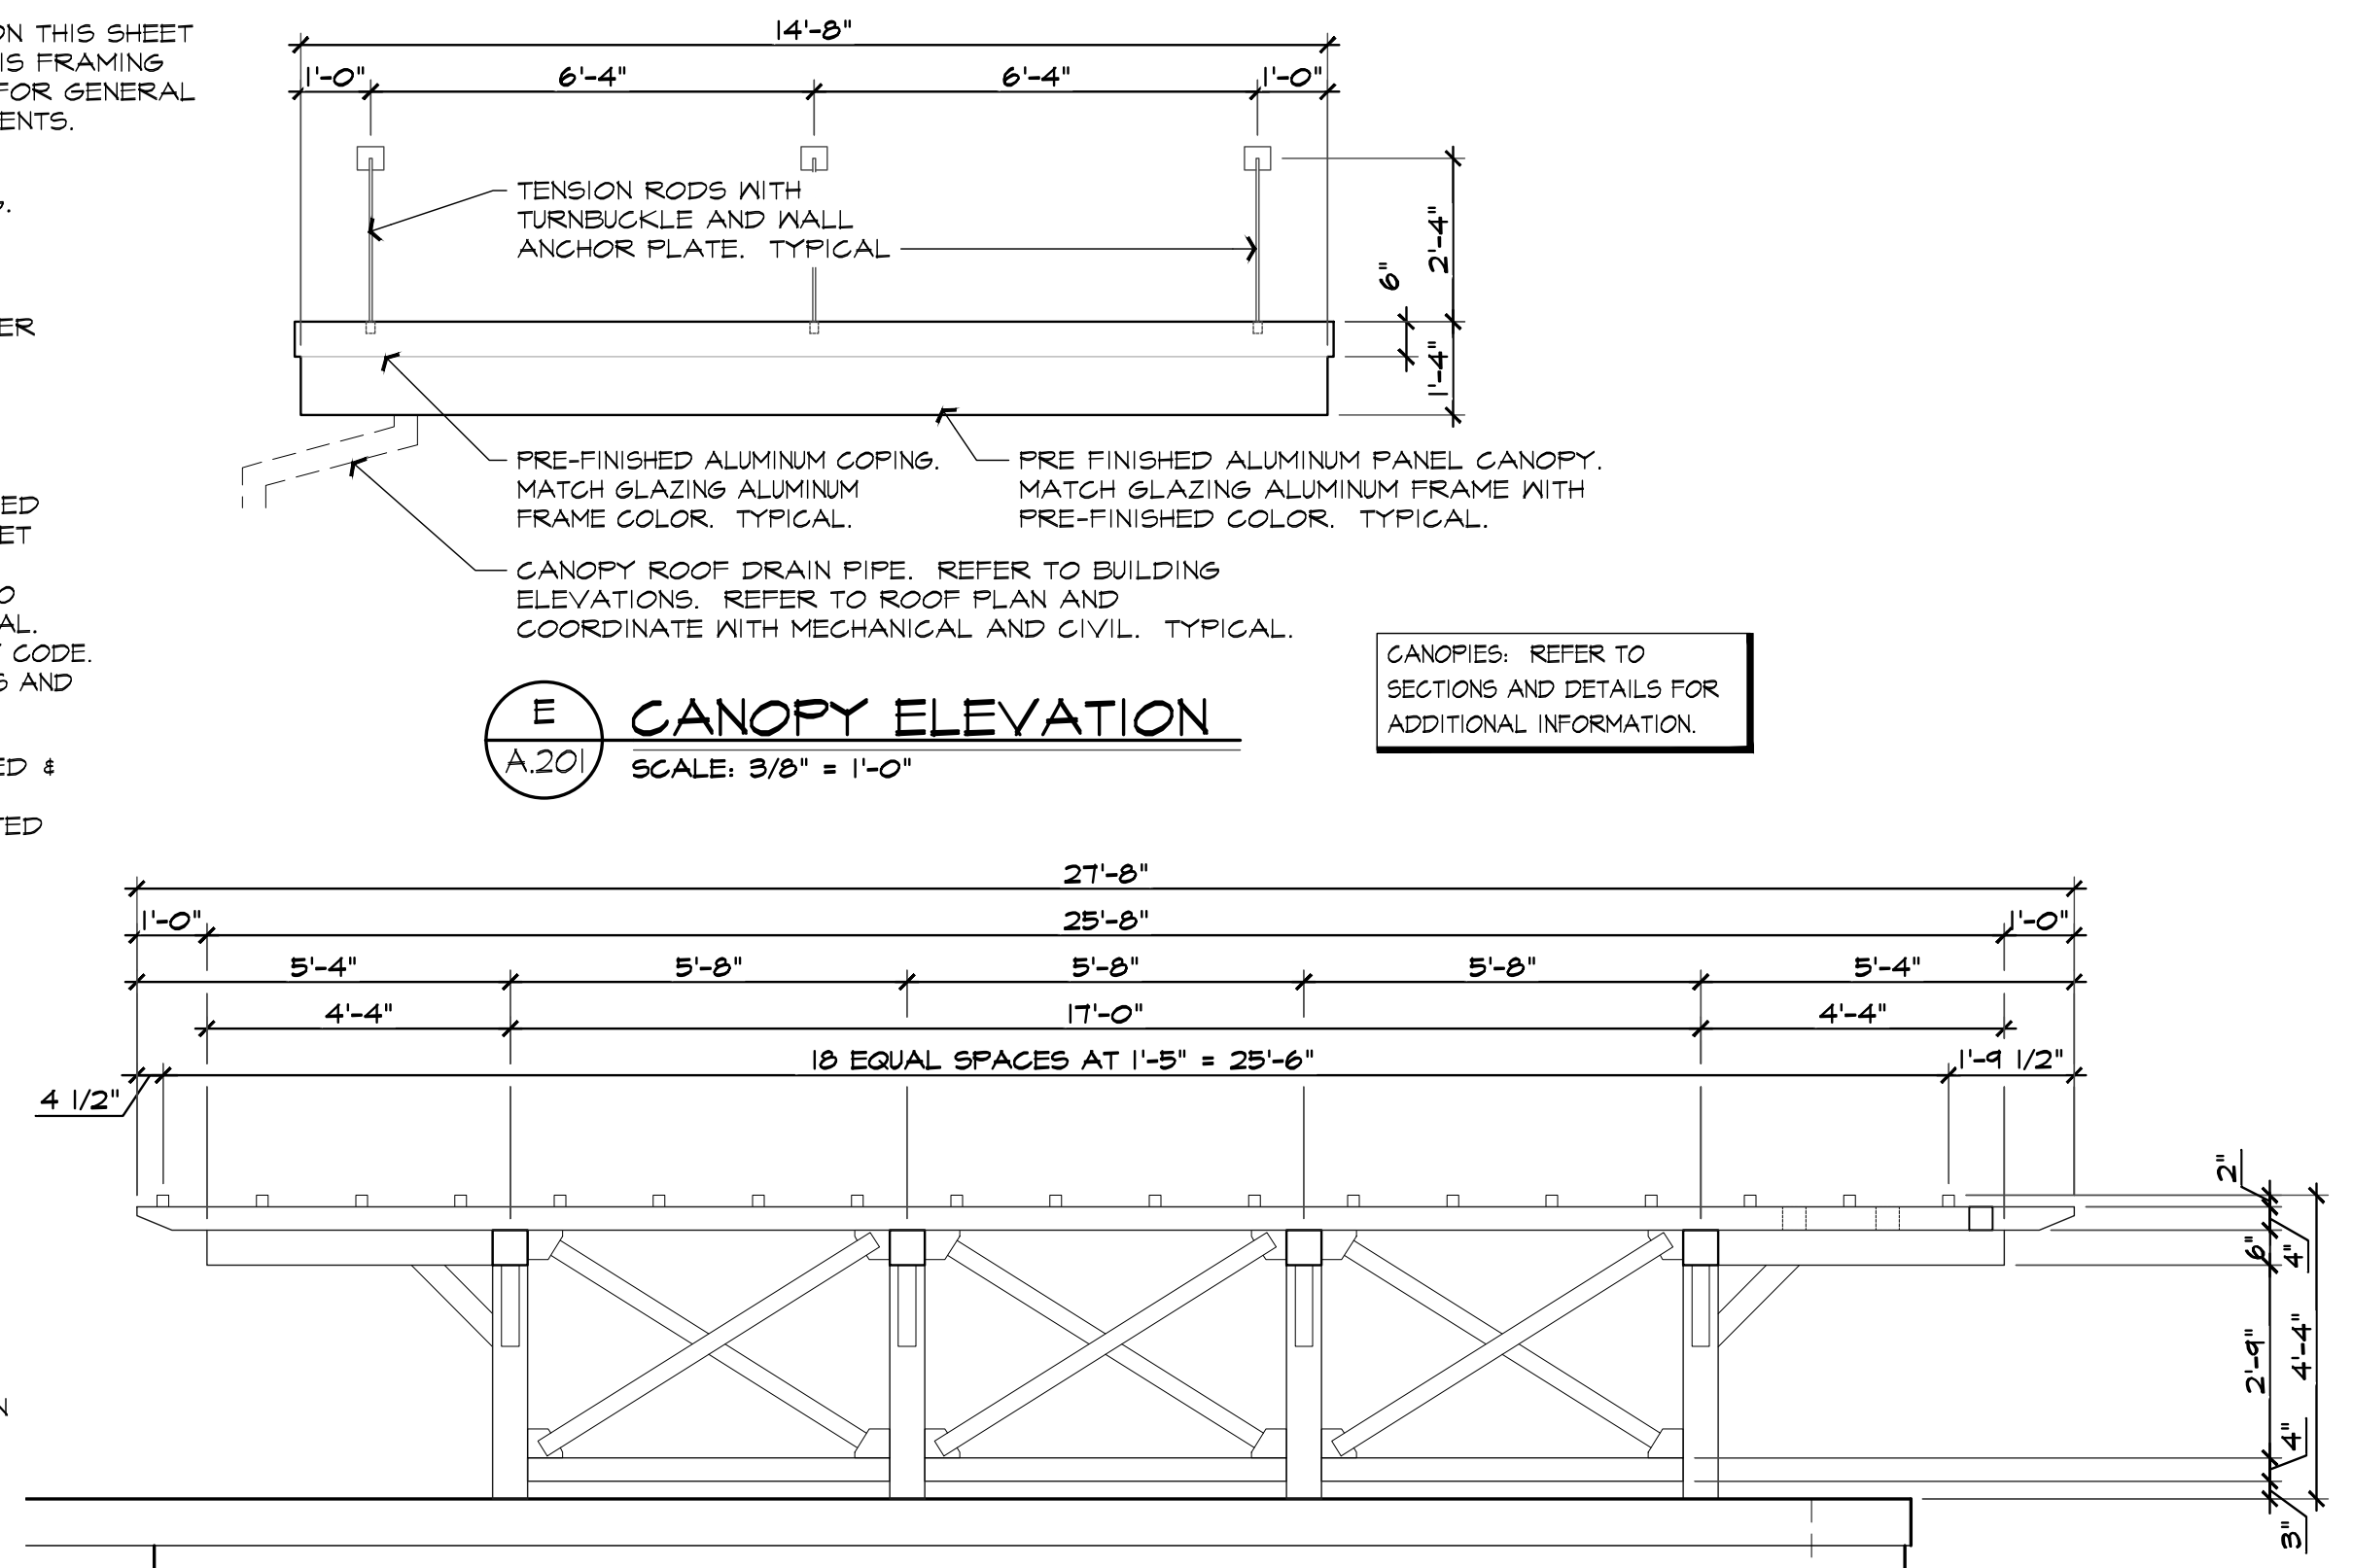 ON THIS SHEET
IS FRAMING
FOR GENERAL
ENTS.
ER
ED
ET
O
AL.
CODE.
S AND
ED &
TED
N
14'-8"
1'-0" 6'-4" 6'-4" 1'-0"
TENSION RODS WITH
TURNBUCKLE AND WALL
ANCHOR PLATE. TYPICAL
2'-4"
6"
1'-4"
PRE-FINISHED ALUMINUM COPING.
MATCH GLAZING ALUMINUM
FRAME COLOR. TYPICAL.
PRE FINISHED ALUMINUM PANEL CANOPY.
MATCH GLAZING ALUMINUM FRAME WITH
PRE-FINISHED COLOR. TYPICAL.
CANOPY ROOF DRAIN PIPE. REFER TO BUILDING
ELEVATIONS. REFER TO ROOF PLAN AND
COORDINATE WITH MECHANICAL AND CIVIL. TYPICAL.
E
A.201
CANOPY ELEVATION
SCALE: 3/8" = 1'-0"
CANOPIES: REFER TO
SECTIONS AND DETAILS FOR
ADDITIONAL INFORMATION.
27'-8"
1'-0" 25'-8" 1'-0"
5'-4" 5'-8" 5'-8" 5'-8" 5'-4"
4'-4" 17'-0" 4'-4"
18 EQUAL SPACES AT 1'-5" = 25'-6" 1'-9 1/2"
4 1/2"
2"
6"
4"
2'-9"
4'-4"
4"
3"